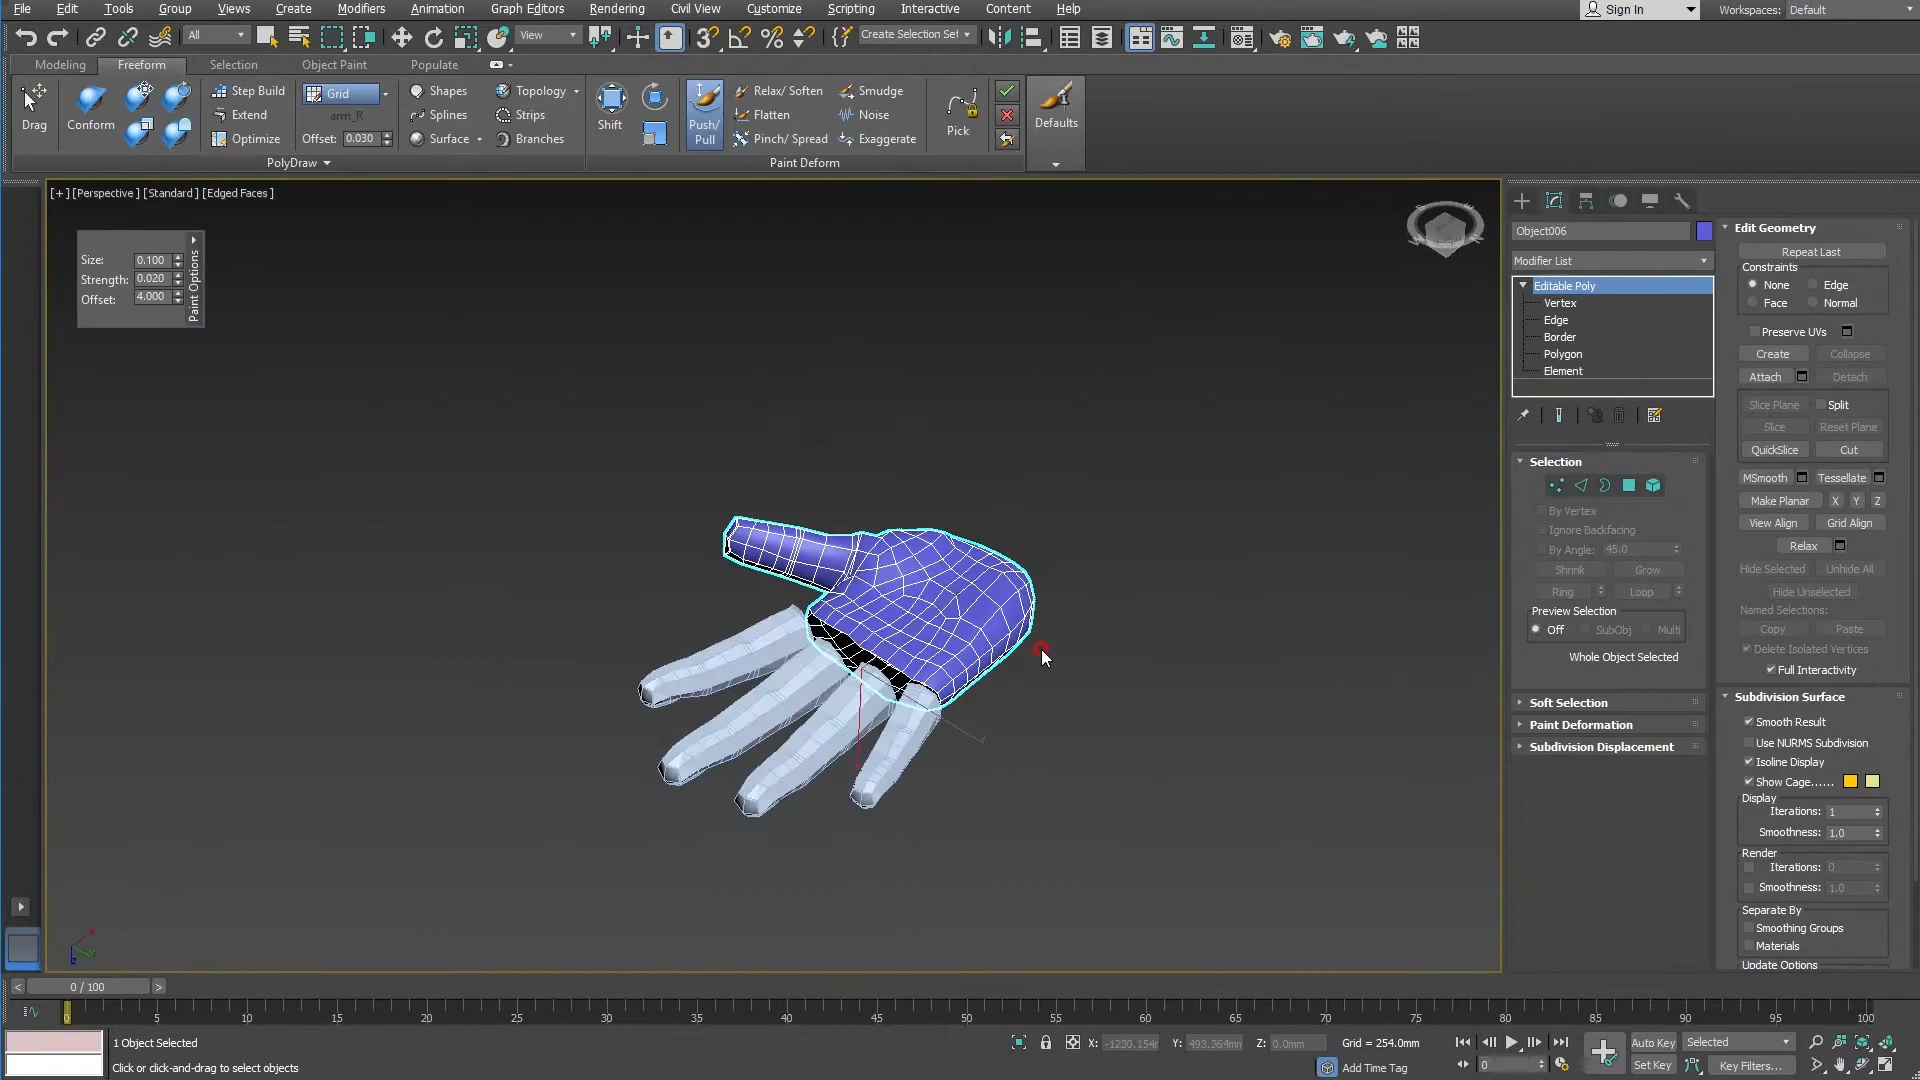 File Edit Tools Group Views Create Modifiers Animation Graph Editors Rendering Civil View Customize Scripting Interactive Content Help Sign In Workspaces: Default
All View Create Selection Set
Modeling Freeform Selection Object Paint Populate
Drag Conform Step Build Extend Optimize Grid arm_R Offset: 0.030 Shapes Splines Surface Topology Strips Branches Shift Push/ Pull Relax/ Soften Flatten Pinch/ Spread Smudge Noise Exaggerate Pick Defaults
PolyDraw Paint Deform
[+] [Perspective ] [Standard ] [Edged Faces ]
Size: 0.100
Strength: 0.020
Offset: 4.000
Paint Options
Object006
Modifier List
Editable Poly
Vertex
Edge
Border
Polygon
Element
Selection
By Vertex
Ignore Backfacing
By Angle: 45.0
Shrink Grow
Ring Loop
Preview Selection
Off SubObj Multi
Whole Object Selected
Soft Selection
Paint Deformation
Subdivision Displacement
Edit Geometry
Repeat Last
Constraints
None Edge
Face Normal
Preserve UVs
Create Collapse
Attach Detach
Slice Plane Split
Slice Reset Plane
QuickSlice Cut
MSmooth Tessellate
Make Planar X Y Z
View Align Grid Align
Relax
Hide Selected Unhide All
Hide Unselected
Named Selections:
Copy Paste
Delete Isolated Vertices
Full Interactivity
Subdivision Surface
Smooth Result
Use NURMS Subdivision
Isoline Display
Show Cage......
Display
Iterations: 1
Smoothness: 1.0
Render
Iterations: 0
Smoothness: 1.0
Separate By
Smoothing Groups
Materials
Update Options
< 0 / 100 >
0 5 10 15 20 25 30 35 40 45 50 55 60 65 70 75 80 85 90 95 100
1 Object Selected
Click or click-and-drag to select objects
X: -1230.154m Y: 493.364mm Z: 0.0mm Grid = 254.0mm
Add Time Tag
0
Auto Key Selected
Set Key Key Filters...